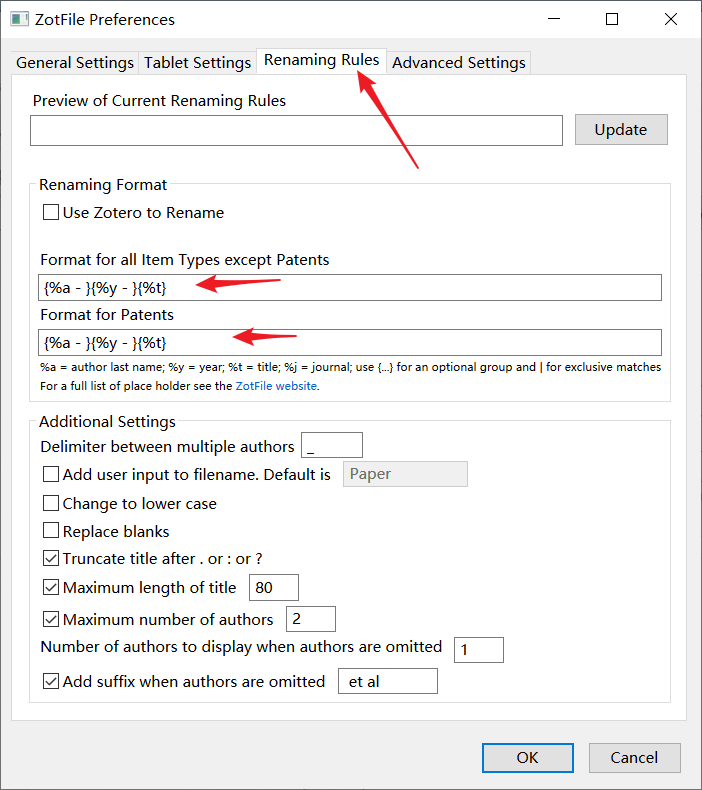 ZotFile Preferences
General Settings Tablet Settings Renaming Rules Advanced Settings
Preview of Current Renaming Rules
Update
Renaming Format
Use Zotero to Rename
Format for all Item Types except Patents
{%a - }{%y - }{%t}
Format for Patents
{%a - }{%y - }{%t}
%a = author last name; %y = year; %t = title; %j = journal; use {...} for an optional group and | for exclusive matches
For a full list of place holder see the ZotFile website.
Additional Settings
Delimiter between multiple authors _
Add user input to filename. Default is Paper
Change to lower case
Replace blanks
Truncate title after . or : or ?
Maximum length of title 80
Maximum number of authors 2
Number of authors to display when authors are omitted 1
Add suffix when authors are omitted et al
OK Cancel